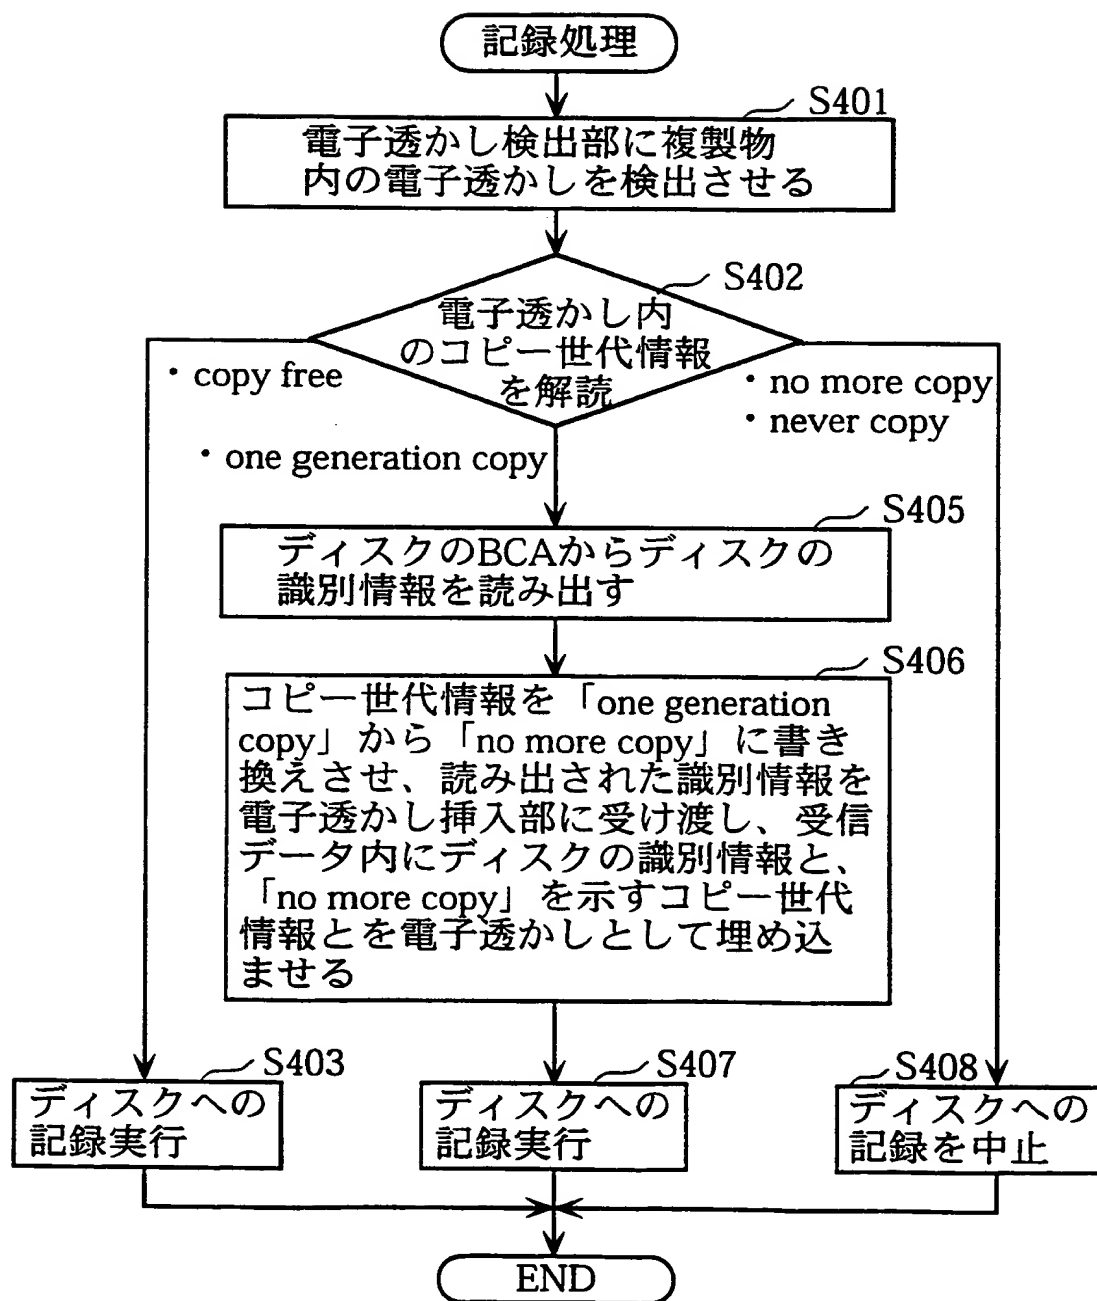 記録処理
S401
電子透かし検出部に複製物
内の電子透かしを検出させる
S402
電子透かし内
のコピー世代情報
を解読
・copy free
・no more copy
・never copy
・one generation copy
S405
ディスクのBCAからディスクの
識別情報を読み出す
S406
コピー世代情報を「one generation
copy」から「no more copy」に書き
換えさせ、読み出された識別情報を
電子透かし挿入部に受け渡し、受信
データ内にディスクの識別情報と、
「no more copy」を示すコピー世代
情報とを電子透かしとして埋め込
ませる
S403
ディスクへの
記録実行
S407
ディスクへの
記録実行
S408
ディスクへの
記録を中止
END